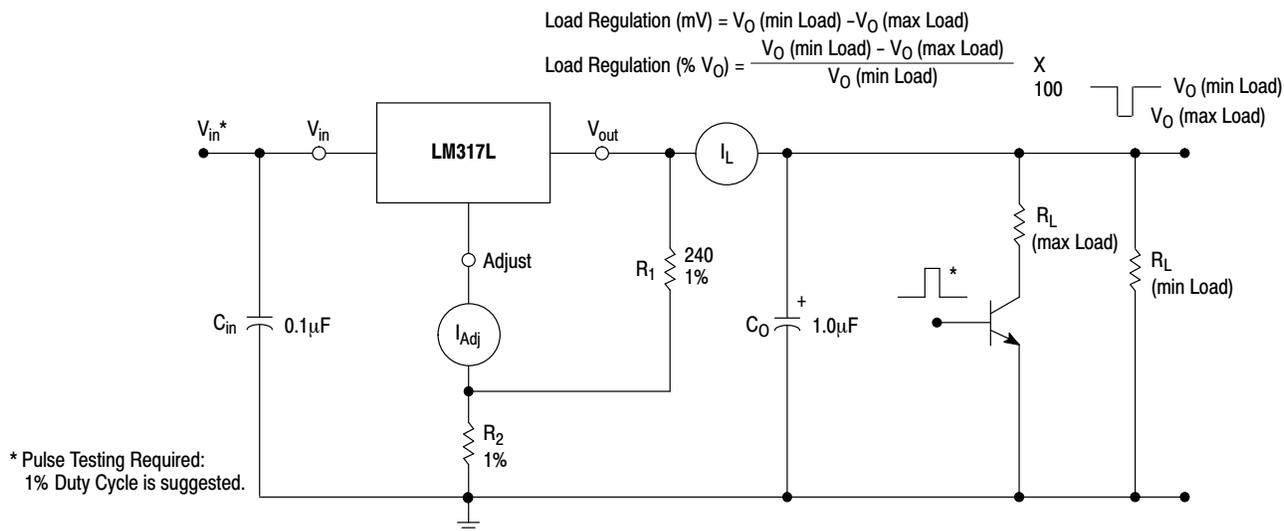 Load Regulation (mV) = VO (min Load) –VO (max Load)
Load Regulation (% VO) = VO (min Load) – VO (max Load)
VO (min Load)
X
100
VO (min Load)
VO (max Load)
Vin*
Vin
LM317L
Vout
IL
Adjust
R1
240
1%
RL
(max Load)
RL
(min Load)
*
Cin
0.1µF
IAdj
CO
+
1.0µF
R2
1%
* Pulse Testing Required:
1% Duty Cycle is suggested.